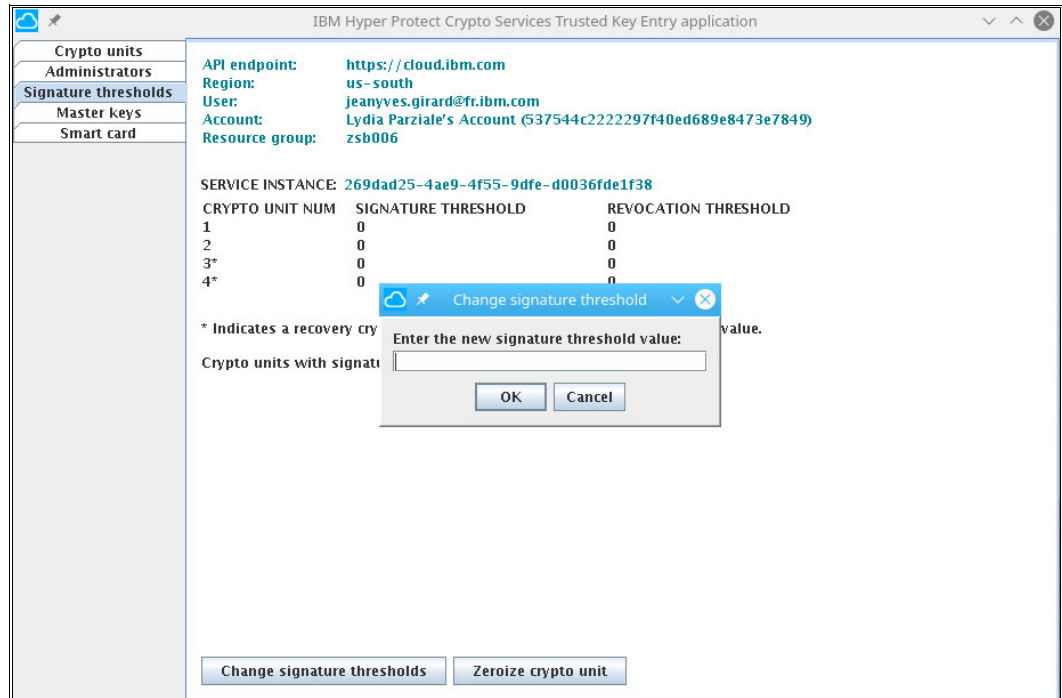 IBM Hyper Protect Crypto Services Trusted Key Entry application
Crypto units
Administrators
Signature thresholds
Master keys
Smart card
API endpoint: https://cloud.ibm.com
Region: us-south
User: jeanyves.girard@fr.ibm.com
Account: Lydia Parziale's Account (537544c2222297f40ed689e8473e7849)
Resource group: zsb006
SERVICE INSTANCE: 269dad25-4ae9-4f55-9dfe-d0036fde1f38
CRYPTO UNIT NUM SIGNATURE THRESHOLD REVOCATION THRESHOLD
1 0 0
2 0 0
3* 0 0
4* 0 0
* Indicates a recovery value.
Crypto units with
Change signature threshold
Enter the new signature threshold value:
OK Cancel
Change signature thresholds Zeroize crypto unit